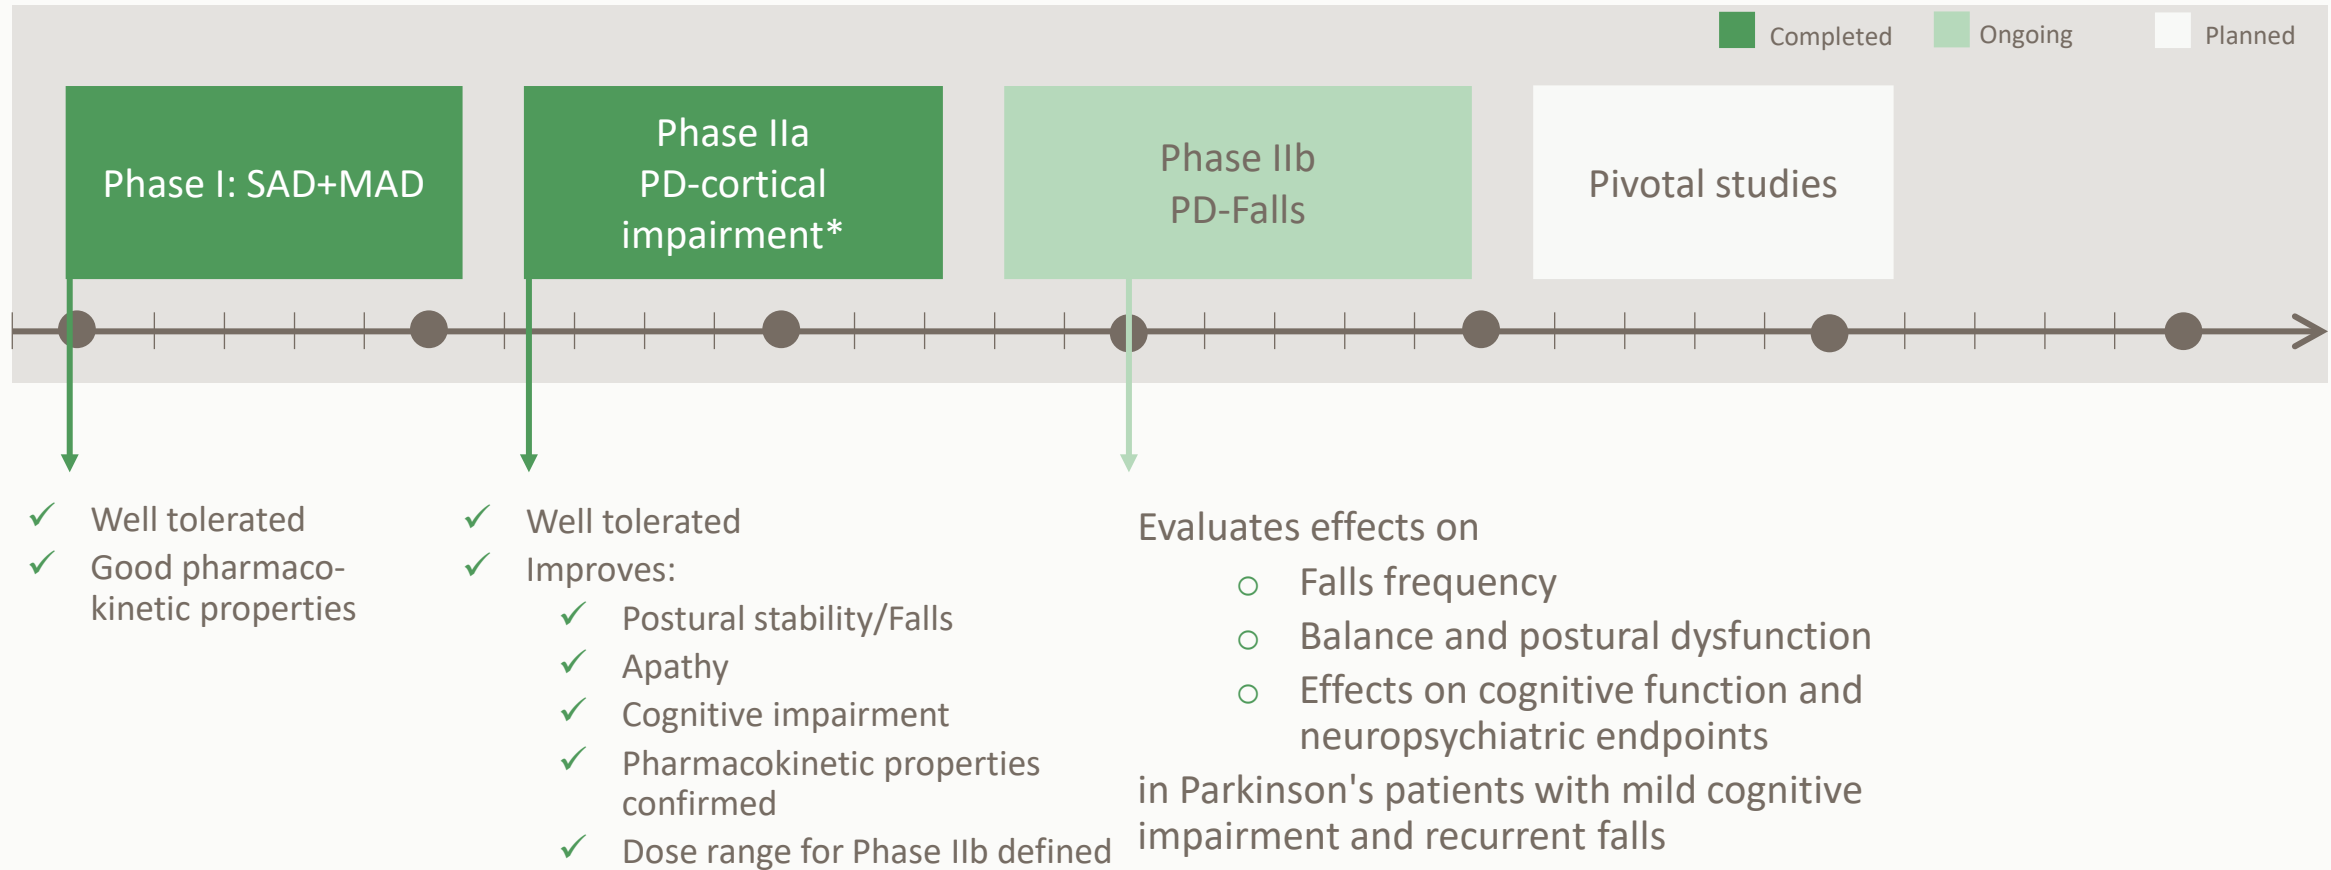 Completed
Ongoing
Planned
Phase I: SAD+MAD
Phase IIa
PD-cortical
impairment*
Phase IIb
PD-Falls
Pivotal studies
✓ Well tolerated
✓ Good pharmaco-
kinetic properties
✓ Well tolerated
✓ Improves:
✓ Postural stability/Falls
✓ Apathy
✓ Cognitive impairment
✓ Pharmacokinetic properties
confirmed
✓ Dose range for Phase IIb defined
Evaluates effects on
o Falls frequency
o Balance and postural dysfunction
o Effects on cognitive function and
neuropsychiatric endpoints
in Parkinson's patients with mild cognitive
impairment and recurrent falls